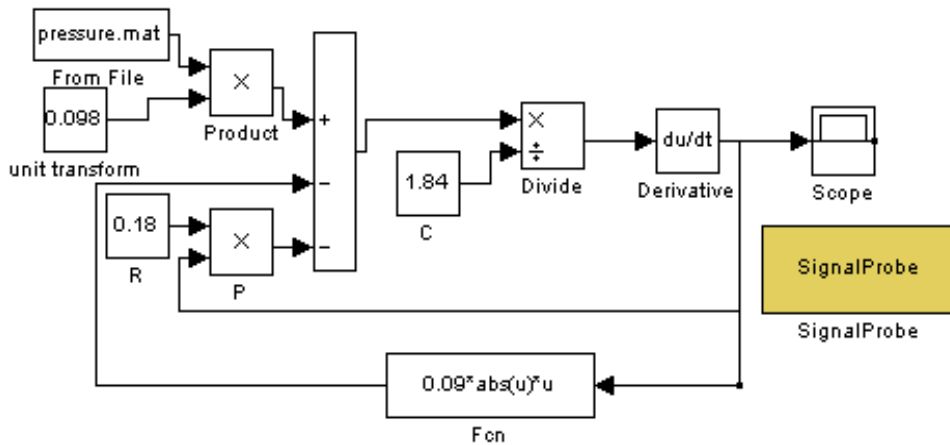 pressure.mat
From File
0.098
unit transform
×
Product
+
−
−
0.18
R
×
P
1.84
C
×
÷
Divide
du/dt
Derivative
Scope
SignalProbe
SignalProbe
0.09*abs(u)*u
Fcn